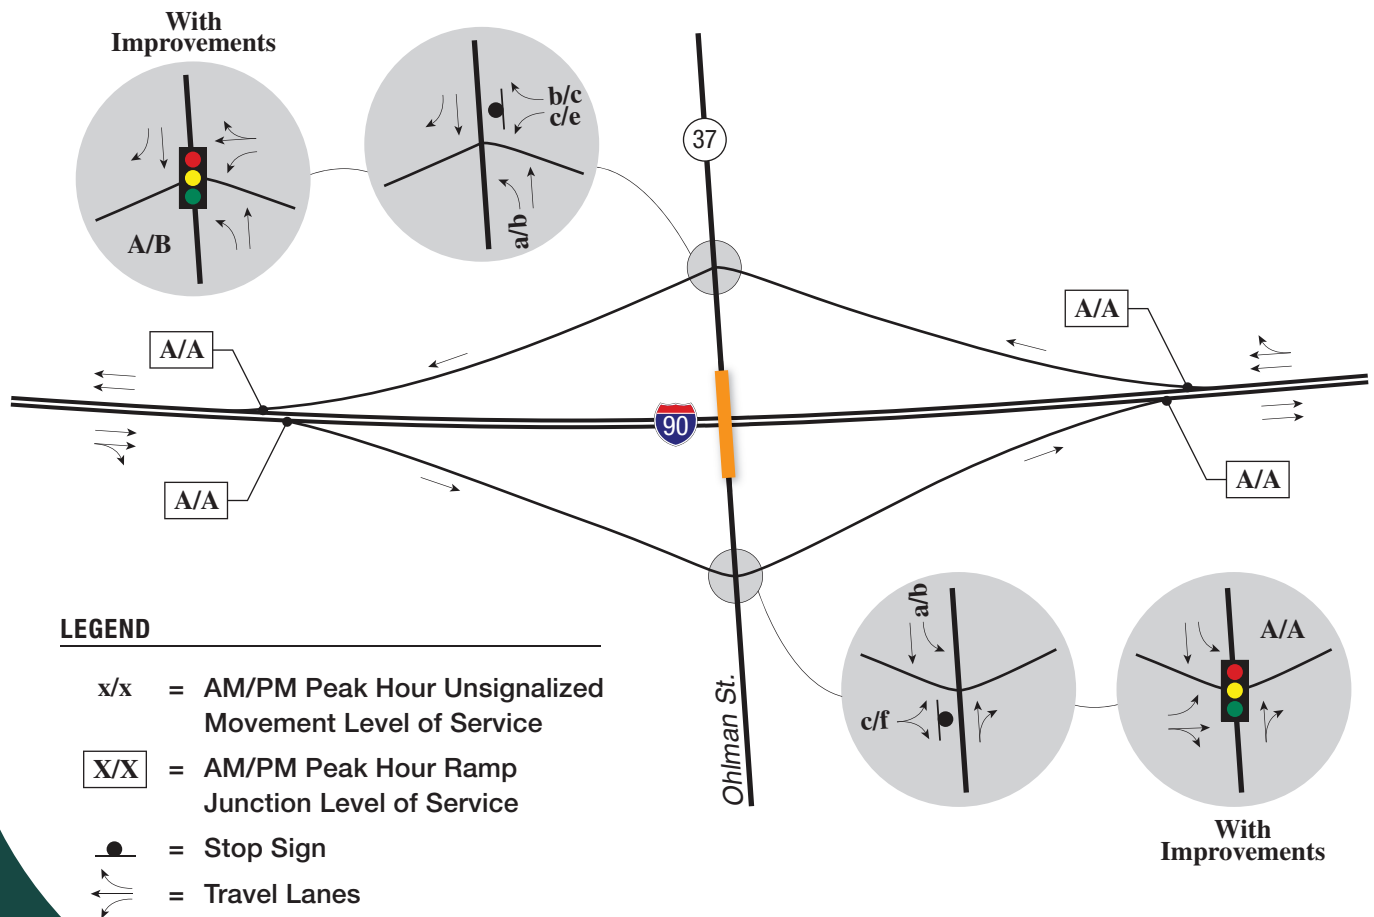 With
Improvements
b/c
c/e
a/b
A/B
37
A/A
A/A
90
A/A
A/A
a/b
c/f
A/A
With
Improvements
Ohlman St.
LEGEND
x/x = AM/PM Peak Hour Unsignalized
Movement Level of Service
X/X = AM/PM Peak Hour Ramp
Junction Level of Service
= Stop Sign
= Travel Lanes